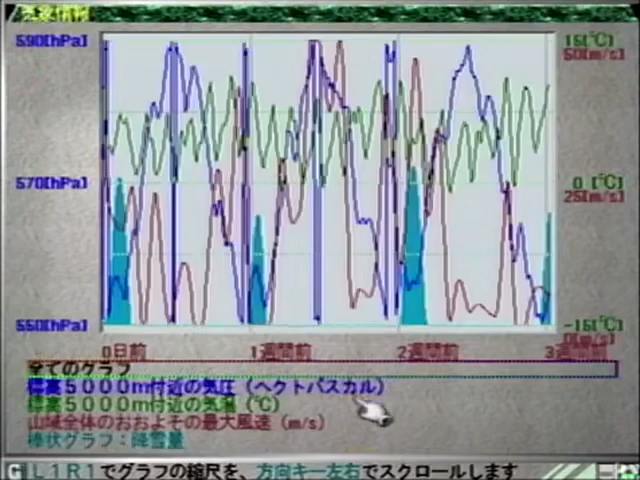 気象情報
590[hPa]
15[℃]
50[m/s]
570[hPa]
0 [℃]
25[m/s]
550[hPa]
-15[℃]
0[m/s]
0日前 1週間前 2週間前 3週間前
全てのグラフ
標高5000m付近の気圧（ヘクトパスカル）
標高5000m付近の気温（℃）
山域全体のおおよその最大風速（m/s）
棒状グラフ：降雪量
L1R1でグラフの縮尺を、方向キー左右でスクロールします